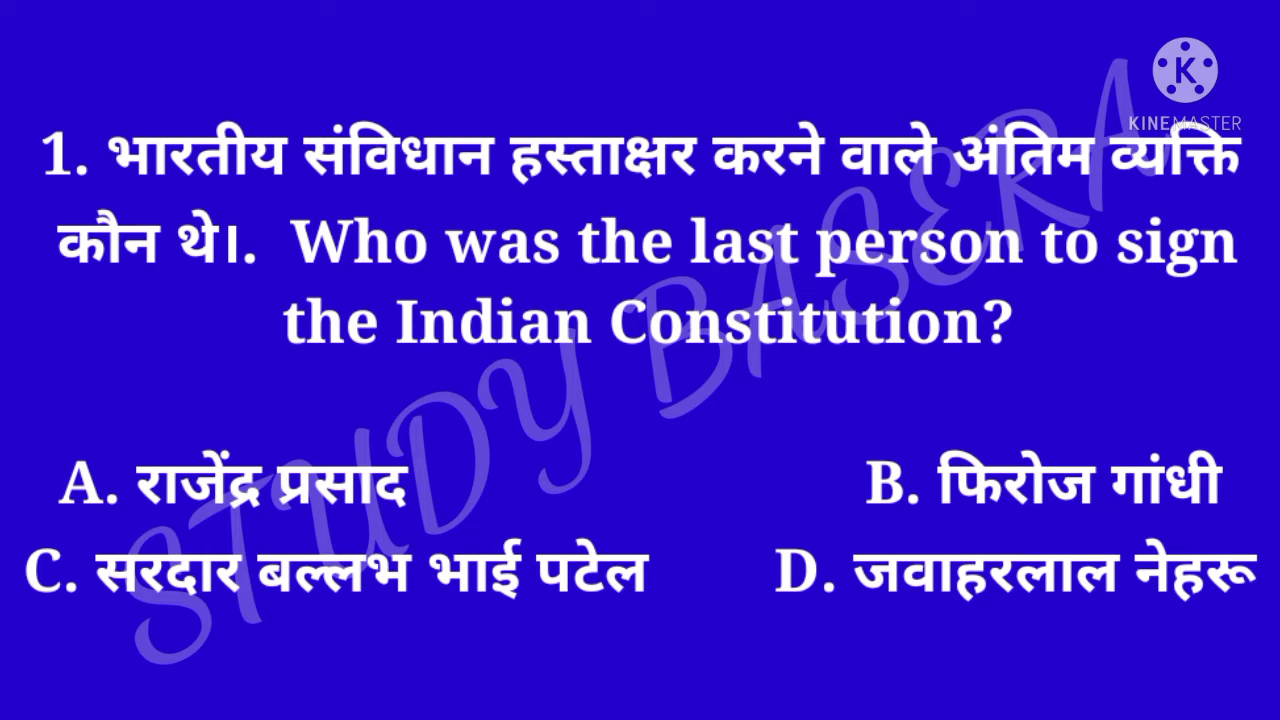 K
KINEMASTER
1. भारतीय संविधान हस्ताक्षर करने वाले अंतिम व्यक्ति
कौन थे।. Who was the last person to sign
the Indian Constitution?
STUDY BASERA
A. राजेंद्र प्रसाद B. फिरोज गांधी
C. सरदार बल्लभ भाई पटेल D. जवाहरलाल नेहरू